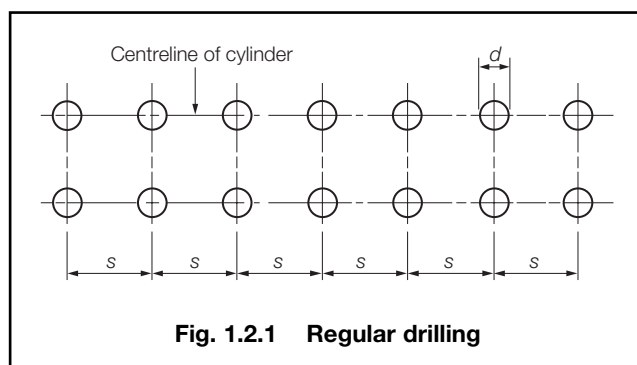 Centreline of cylinder
d
s s s s s s
Fig. 1.2.1 Regular drilling